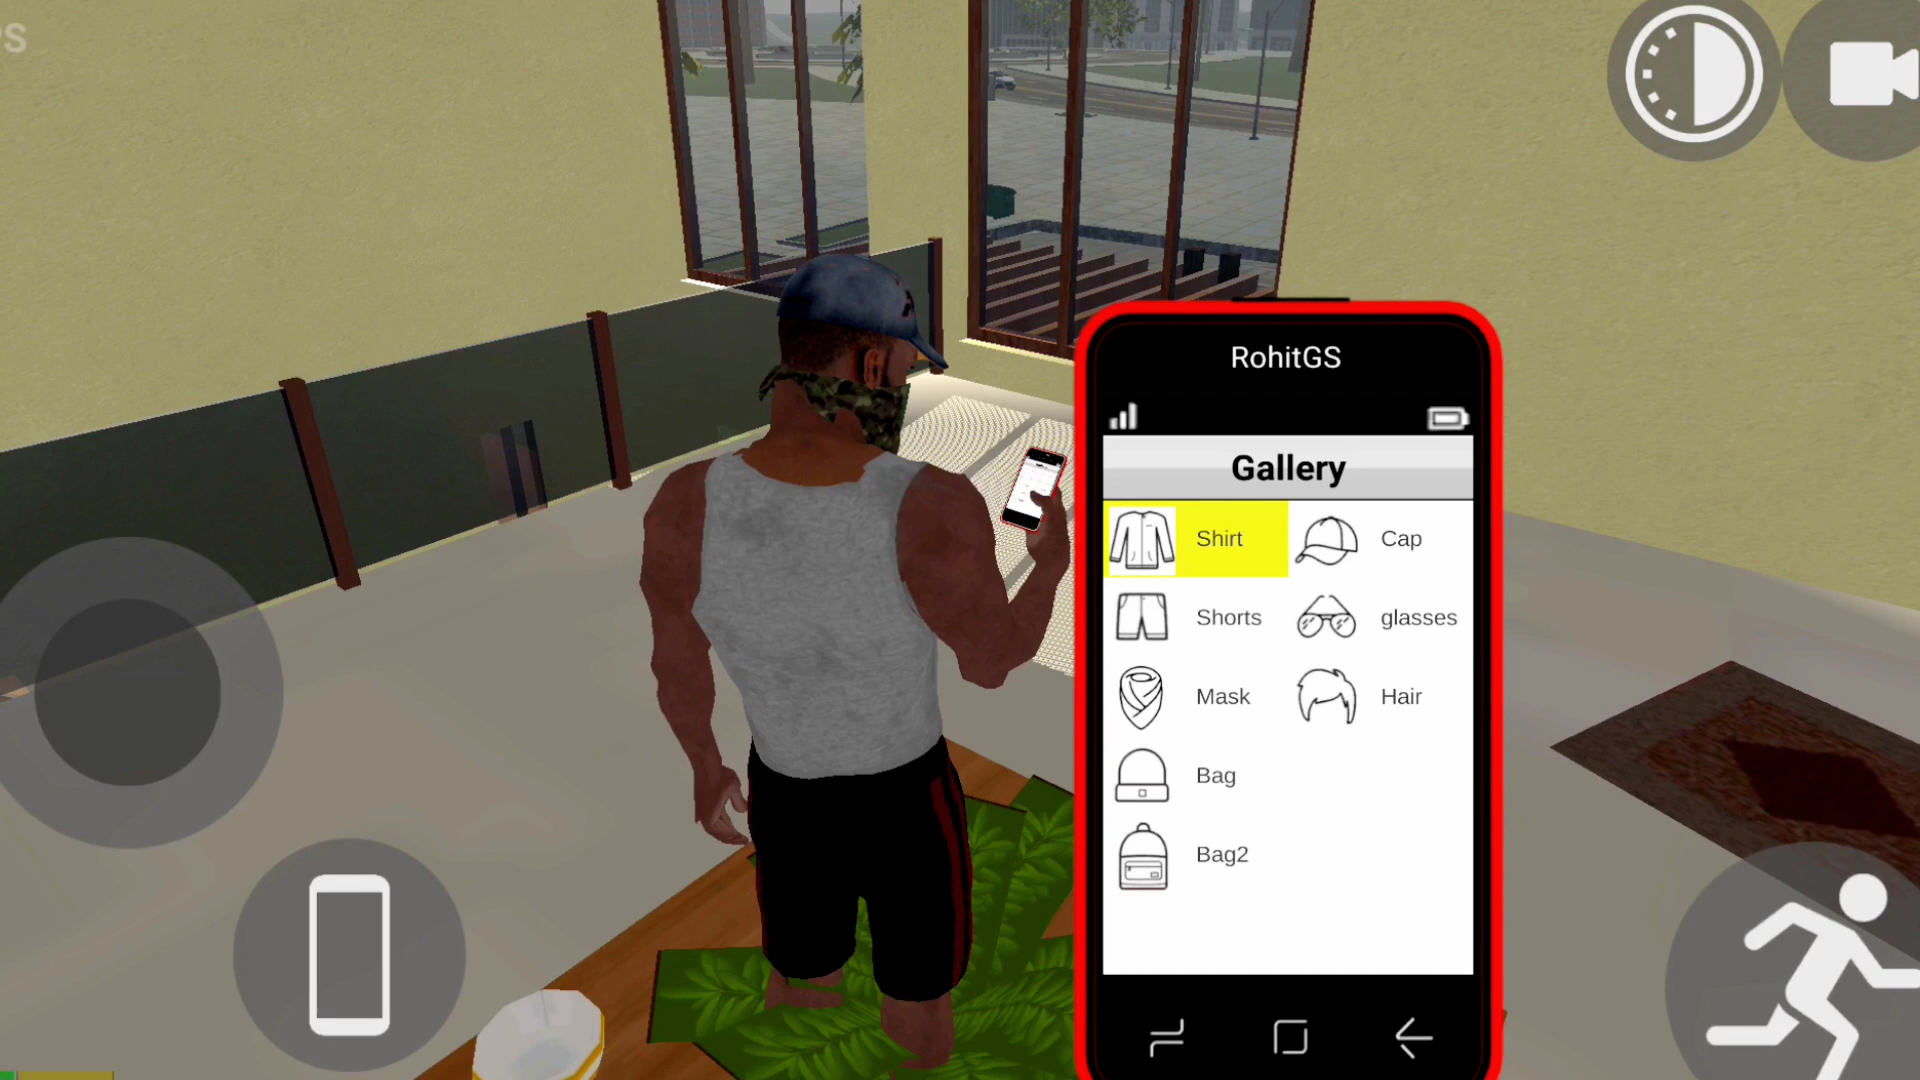 RohitGS
Gallery
Shirt
Cap
Shorts
glasses
Mask
Hair
Bag
Bag2